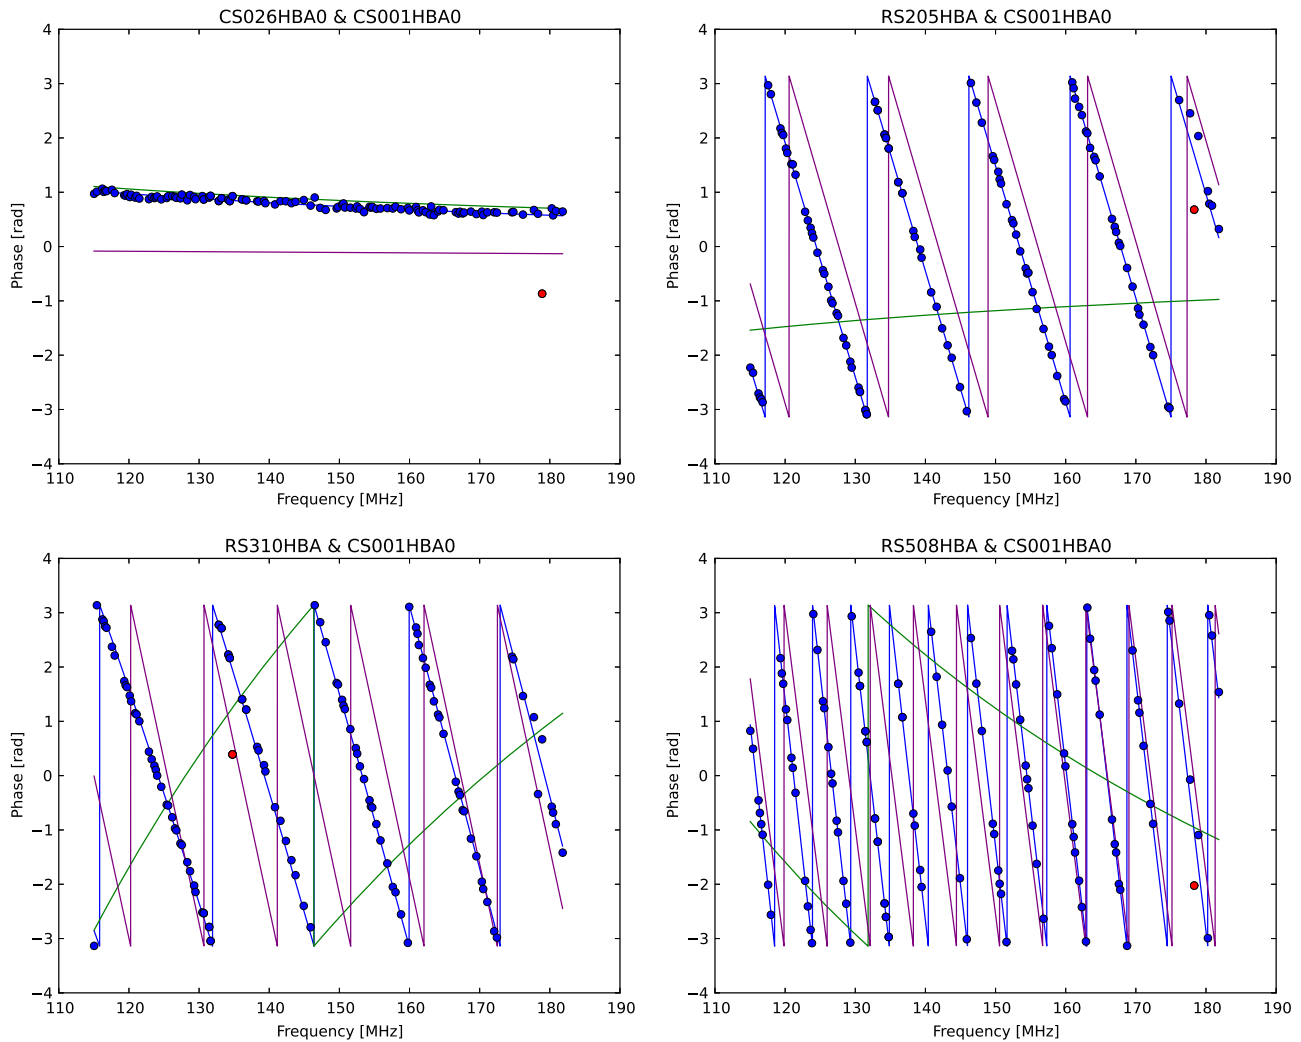 CS026HBA0 & CS001HBA0
4
3
2
1
0
−1
−2
−3
−4
Phase [rad]
110 120 130 140 150 160 170 180 190
Frequency [MHz]
RS205HBA & CS001HBA0
4
3
2
1
0
−1
−2
−3
−4
Phase [rad]
110 120 130 140 150 160 170 180 190
Frequency [MHz]
RS310HBA & CS001HBA0
4
3
2
1
0
−1
−2
−3
−4
Phase [rad]
110 120 130 140 150 160 170 180 190
Frequency [MHz]
RS508HBA & CS001HBA0
4
3
2
1
0
−1
−2
−3
−4
Phase [rad]
110 120 130 140 150 160 170 180 190
Frequency [MHz]